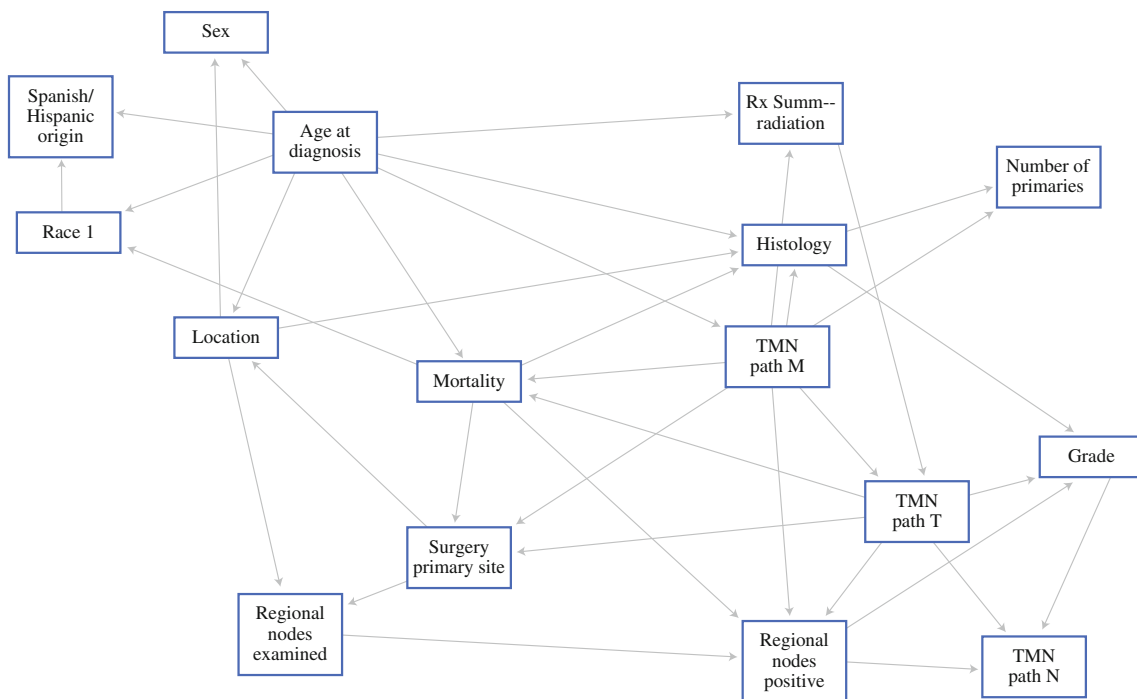 Sex
Spanish/
Hispanic
origin
Age at
diagnosis
Rx Summ--
radiation
Number of
primaries
Race 1
Histology
Location
TMN
path M
Mortality
Grade
TMN
path T
Surgery
primary site
Regional
nodes
examined
Regional
nodes
positive
TMN
path N